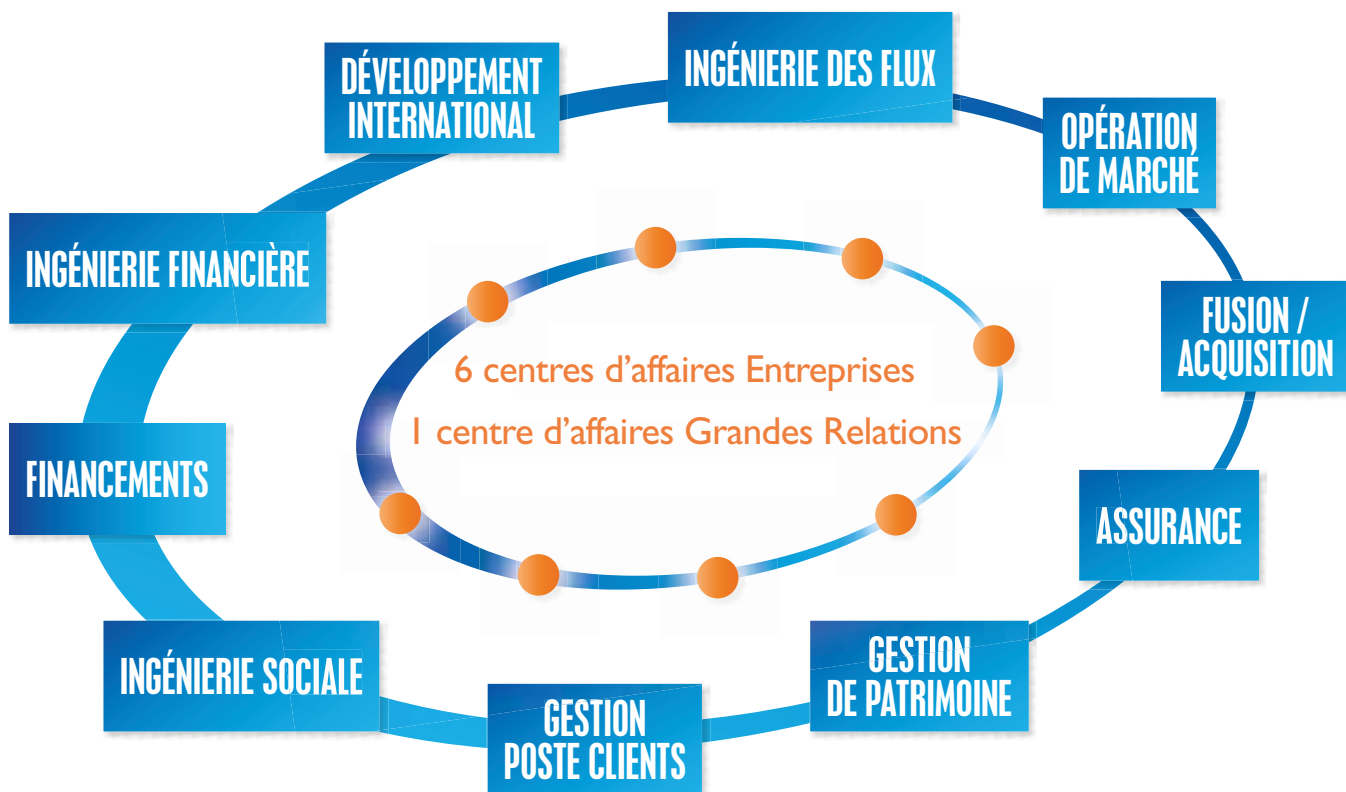 INGÉNIERIE DES FLUX
DÉVELOPPEMENT
INTERNATIONAL
OPÉRATION
DE MARCHÉ
INGÉNIERIE FINANCIÈRE
FUSION /
ACQUISITION
6 centres d'affaires Entreprises
1 centre d'affaires Grandes Relations
FINANCEMENTS
ASSURANCE
INGÉNIERIE SOCIALE
GESTION
DE PATRIMOINE
GESTION
POSTE CLIENTS